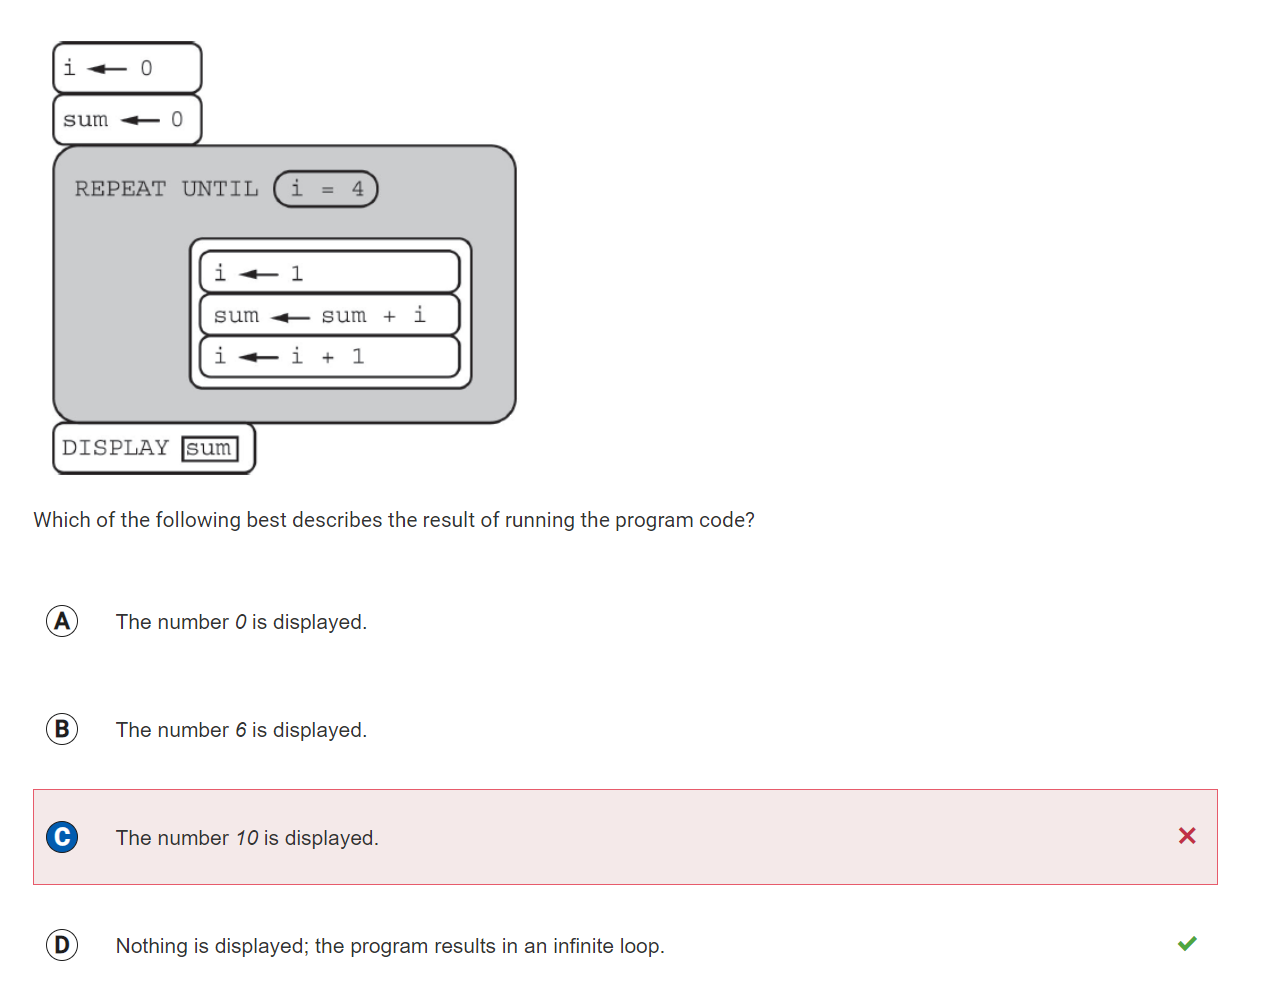 i ← 0
sum ← 0
REPEAT UNTIL i = 4
i ← 1
sum ← sum + i
i ← i + 1
DISPLAY sum
Which of the following best describes the result of running the program code?
A The number 0 is displayed.
B The number 6 is displayed.
C The number 10 is displayed.
D Nothing is displayed; the program results in an infinite loop.